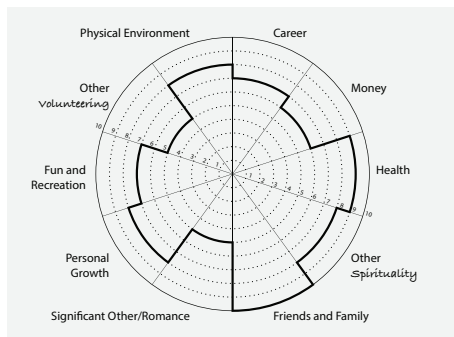 Physical Environment
Career
Other
Volunteering
Money
10 9 8 7 6 5 4 3 2 1
Fun and
Recreation
Health
1 2 3 4 5 6 7 8 9 10
Personal
Growth
Other
Spirituality
Significant Other/Romance
Friends and Family